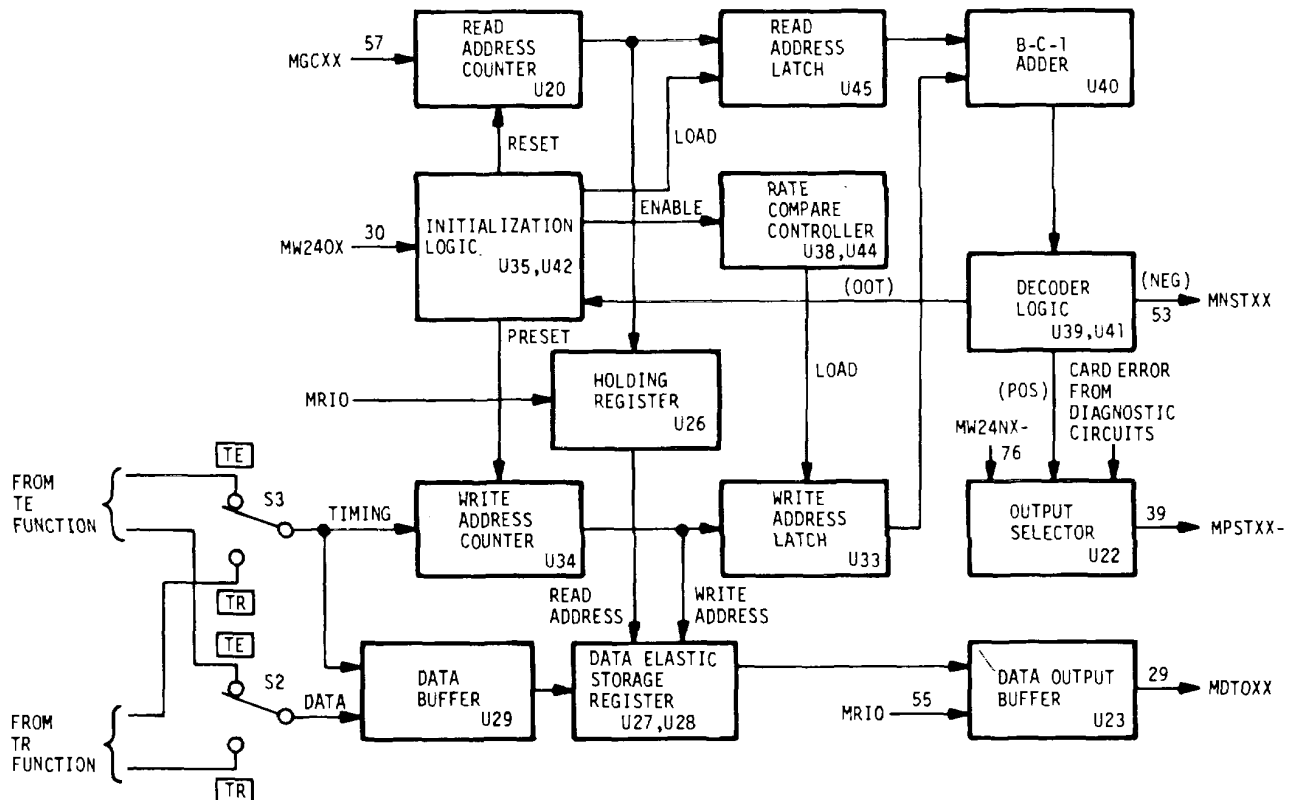 READ
ADDRESS
COUNTER
U20
MGCXX
57
READ
ADDRESS
LATCH
U45
B-C-1
ADDER
U40
RESET
LOAD
INITIALIZATION
LOGIC
U35,U42
MW240X
30
ENABLE
RATE
COMPARE
CONTROLLER
U38,U44
(OOT)
DECODER
LOGIC
U39,U41
(NEG)
53
MNSTXX
PRESET
HOLDING
REGISTER
U26
MRIO
LOAD
(POS)
CARD ERROR
FROM
DIAGNOSTIC
CIRCUITS
MW24NX-
76
FROM
TE
FUNCTION
TE
S3
TR
TIMING
WRITE
ADDRESS
COUNTER
U34
WRITE
ADDRESS
LATCH
U33
OUTPUT
SELECTOR
U22
39
MPSTXX-
READ
ADDRESS
WRITE
ADDRESS
FROM
TR
FUNCTION
TE
S2
TR
DATA
DATA
BUFFER
U29
DATA ELASTIC
STORAGE
REGISTER
U27,U28
MRIO
55
DATA OUTPUT
BUFFER
U23
29
MDTOXX